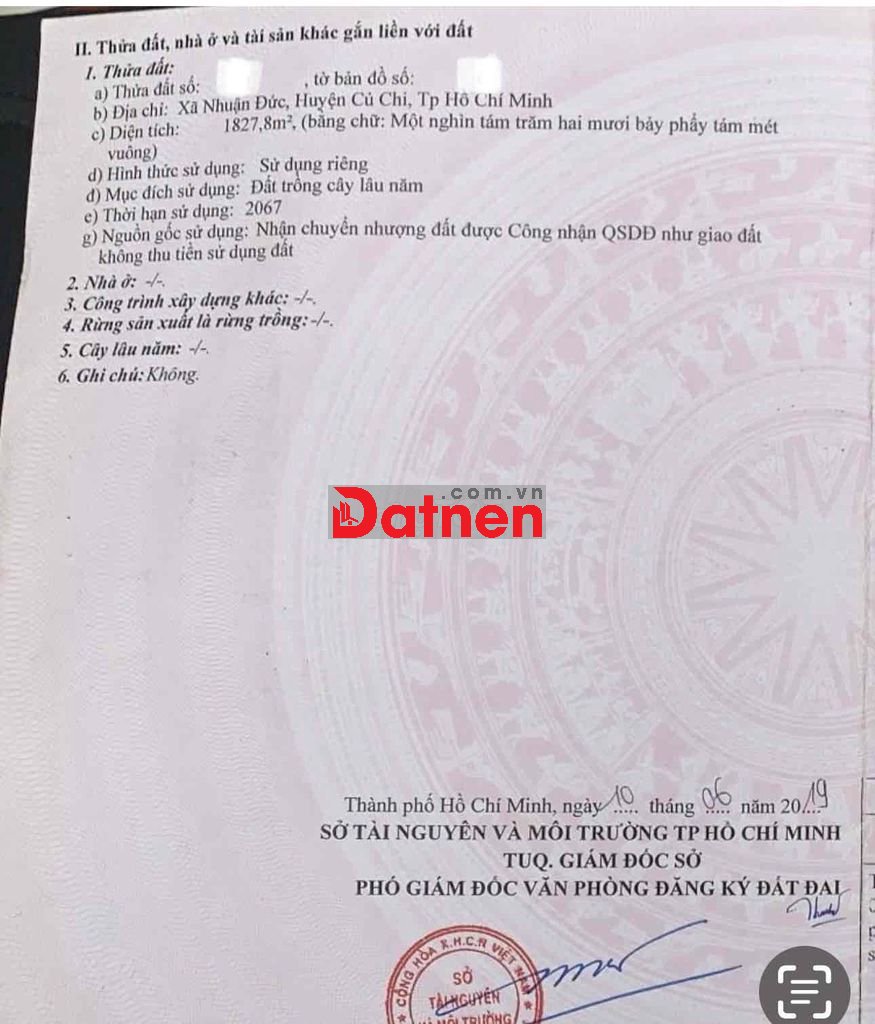 II. Thửa đất, nhà ở và tài sản khác gắn liền với đất
1. Thửa đất:
a) Thửa đất số: , tờ bản đồ số:
b) Địa chỉ: Xã Nhuận Đức, Huyện Củ Chi, Tp Hồ Chí Minh
c) Diện tích: 1827,8m², (bằng chữ: Một nghìn tám trăm hai mươi bảy phẩy tám mét
vuông)
d) Hình thức sử dụng: Sử dụng riêng
đ) Mục đích sử dụng: Đất trồng cây lâu năm
e) Thời hạn sử dụng: 2067
g) Nguồn gốc sử dụng: Nhận chuyển nhượng đất được Công nhận QSDĐ như giao đất
không thu tiền sử dụng đất
2. Nhà ở: -/-.
3. Công trình xây dựng khác: -/-.
4. Rừng sản xuất là rừng trồng: -/-.
5. Cây lâu năm: -/-.
6. Ghi chú: Không.
.com.vn
Datnen
Thành phố Hồ Chí Minh, ngày 10 tháng 06 năm 2019
SỞ TÀI NGUYÊN VÀ MÔI TRƯỜNG TP HỒ CHÍ MINH
TUQ. GIÁM ĐỐC SỞ
PHÓ GIÁM ĐỐC VĂN PHÒNG ĐĂNG KÝ ĐẤT ĐAI
CỘNG HÒA X.H.C.N VIỆT NAM
SỞ
TÀI NGUYÊN
VÀ MÔI TRƯỜNG